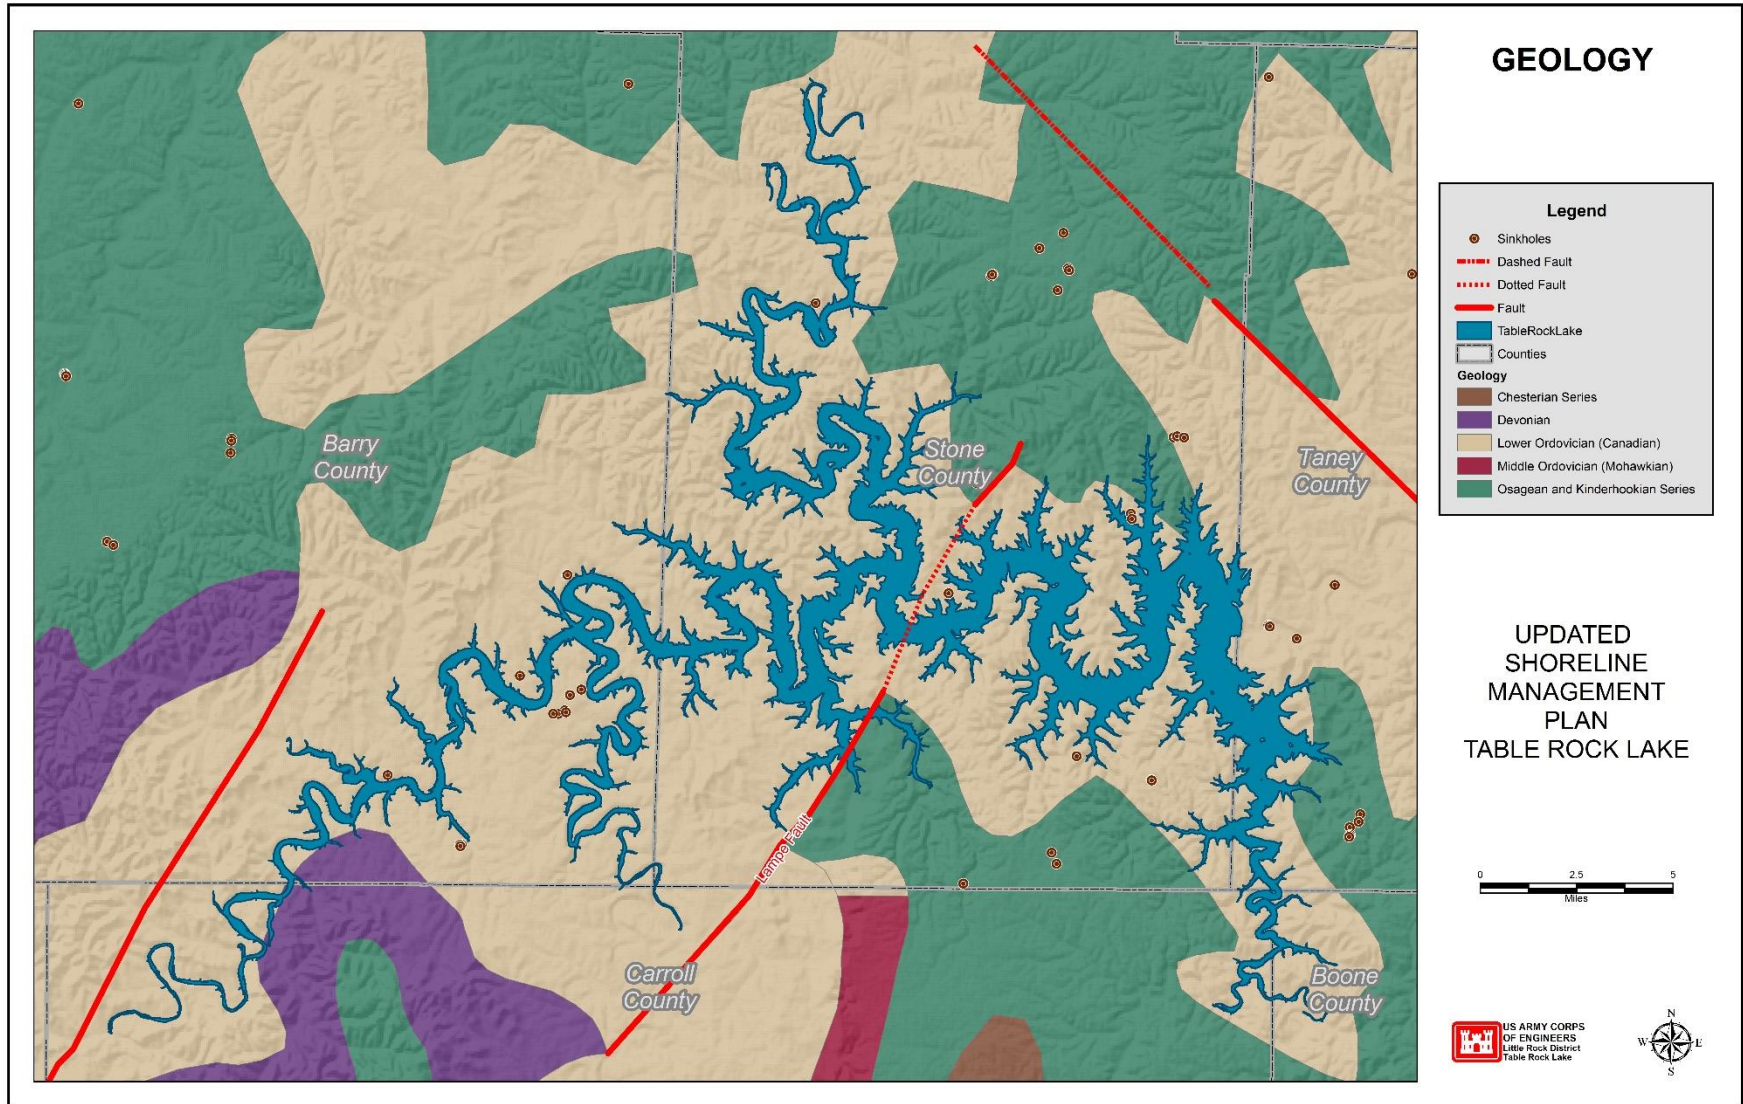 GEOLOGY
Legend
Sinkholes
Dashed Fault
Dotted Fault
Fault
TableRockLake
Counties
Geology
Chesterian Series
Devonian
Lower Ordovician (Canadian)
Middle Ordovician (Mohawkian)
Osagean and Kinderhookian Series
Barry
County
Stone
County
Taney
County
Lampe Fault
Carroll
County
Boone
County
UPDATED
SHORELINE
MANAGEMENT
PLAN
TABLE ROCK LAKE
0 2.5 5
Miles
US ARMY CORPS
OF ENGINEERS
Little Rock District
Table Rock Lake
N
W E
S